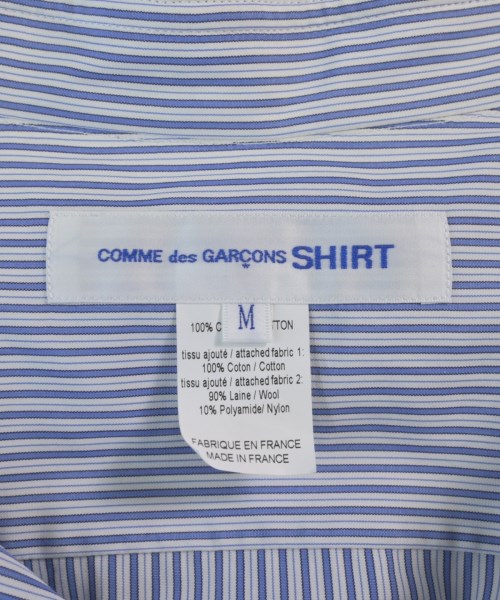 COMME des GARÇONS SHIRT
M
100%
tissu ajouté / attached fabric 1:
100% Coton / Cotton
tissu ajouté / attached fabric 2:
90% Laine / Wool
10% Polyamide/ Nylon
FABRIQUE EN FRANCE
MADE IN FRANCE